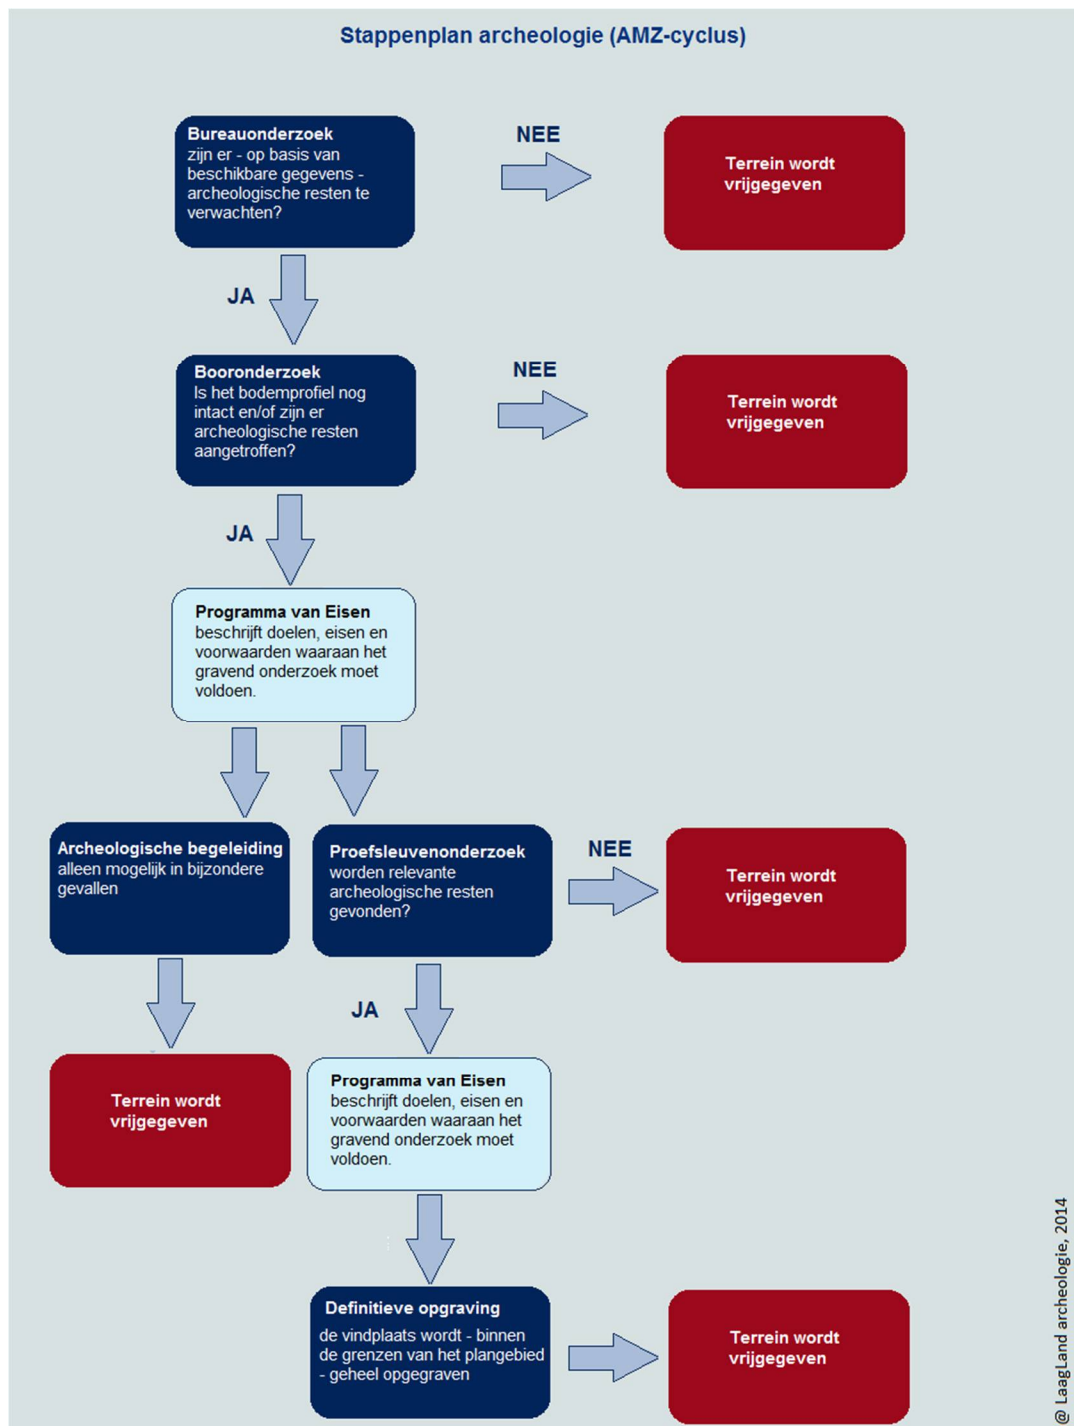 Stappenplan archeologie (AMZ-cyclus)
Bureauonderzoek
zijn er - op basis van
beschikbare gegevens -
archeologische resten te
verwachten?
NEE
Terrein wordt
vrijgegeven
JA
Booronderzoek
Is het bodemprofiel nog
intact en/of zijn er
archeologische resten
aangetroffen?
NEE
Terrein wordt
vrijgegeven
JA
Programma van Eisen
beschrijft doelen, eisen en
voorwaarden waaraan het
gravend onderzoek moet
voldoen.
Archeologische begeleiding
alleen mogelijk in bijzondere
gevallen
Proefsleuvenonderzoek
worden relevante
archeologische resten
gevonden?
NEE
Terrein wordt
vrijgegeven
JA
Terrein wordt
vrijgegeven
Programma van Eisen
beschrijft doelen, eisen en
voorwaarden waaraan het
gravend onderzoek moet
voldoen.
Definitieve opgraving
de vindplaats wordt - binnen
de grenzen van het plangebied
- geheel opgegraven
Terrein wordt
vrijgegeven
@ LaagLand archeologie, 2014